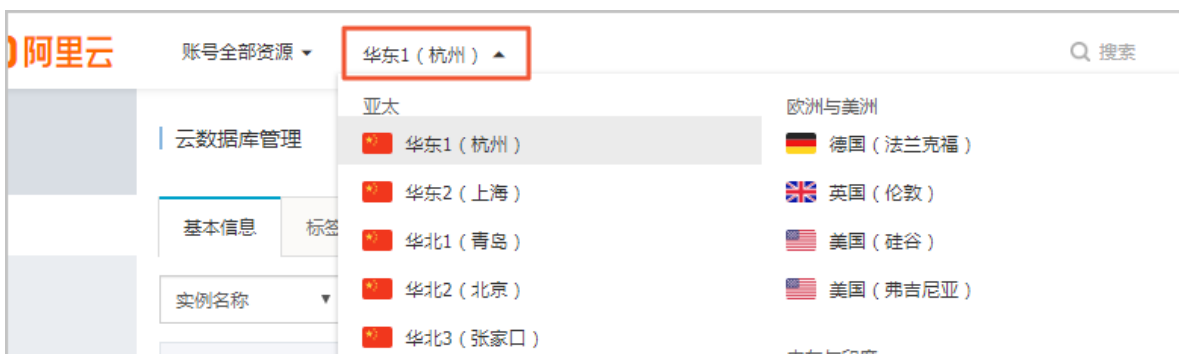 阿里云
账号全部资源
华东1（杭州）
搜索
云数据库管理
基本信息
标签
实例名称
亚太
华东1（杭州）
华东2（上海）
华北1（青岛）
华北2（北京）
华北3（张家口）
欧洲与美洲
德国（法兰克福）
英国（伦敦）
美国（硅谷）
美国（弗吉尼亚）